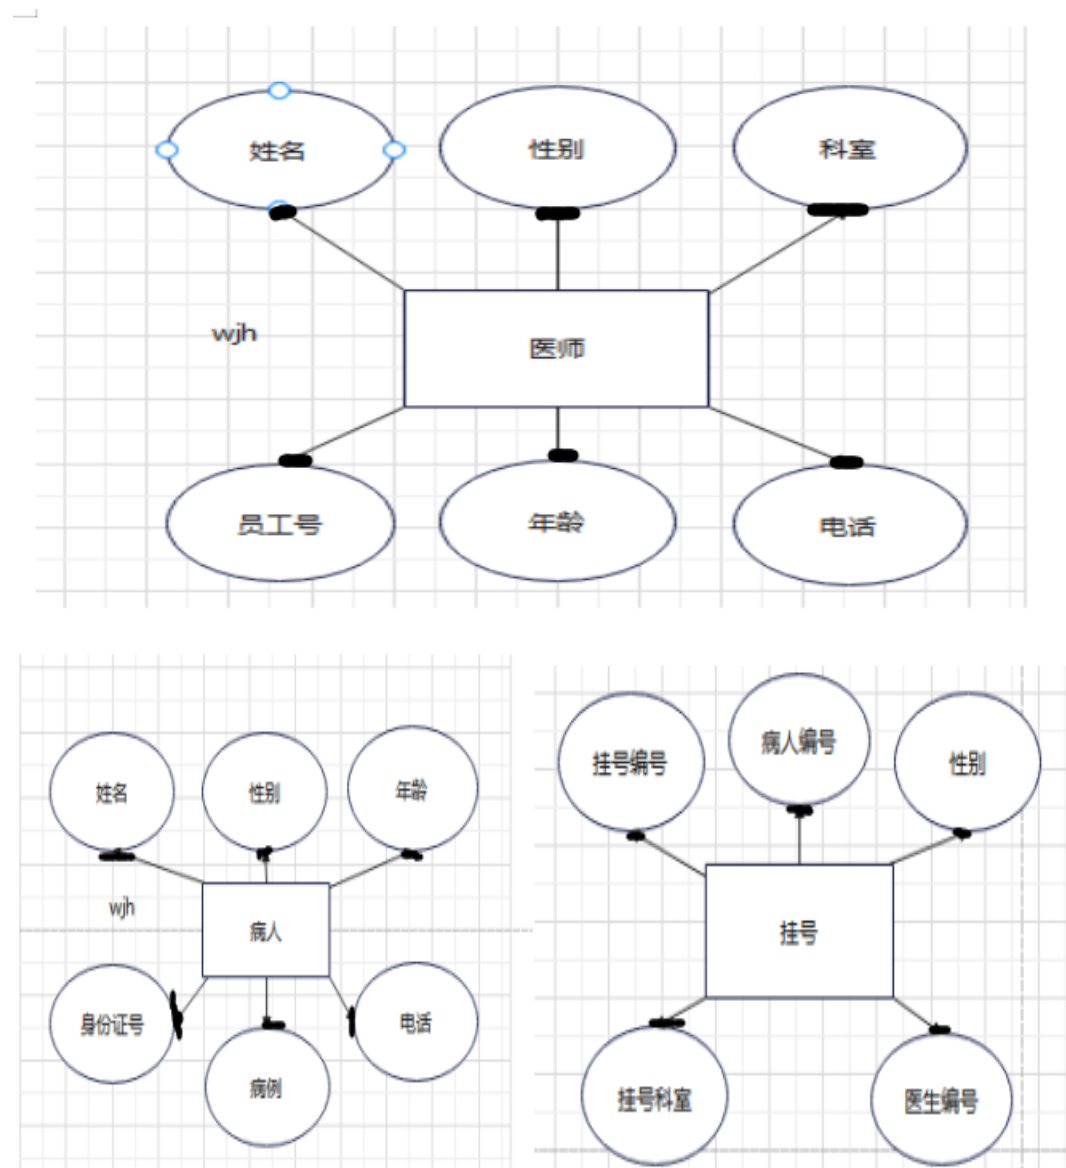 姓名
性别
科室
wjh
医师
员工号
年龄
电话
姓名
性别
年龄
wjh
病人
身份证号
病例
电话
挂号编号
病人编号
性别
挂号
挂号科室
医生编号